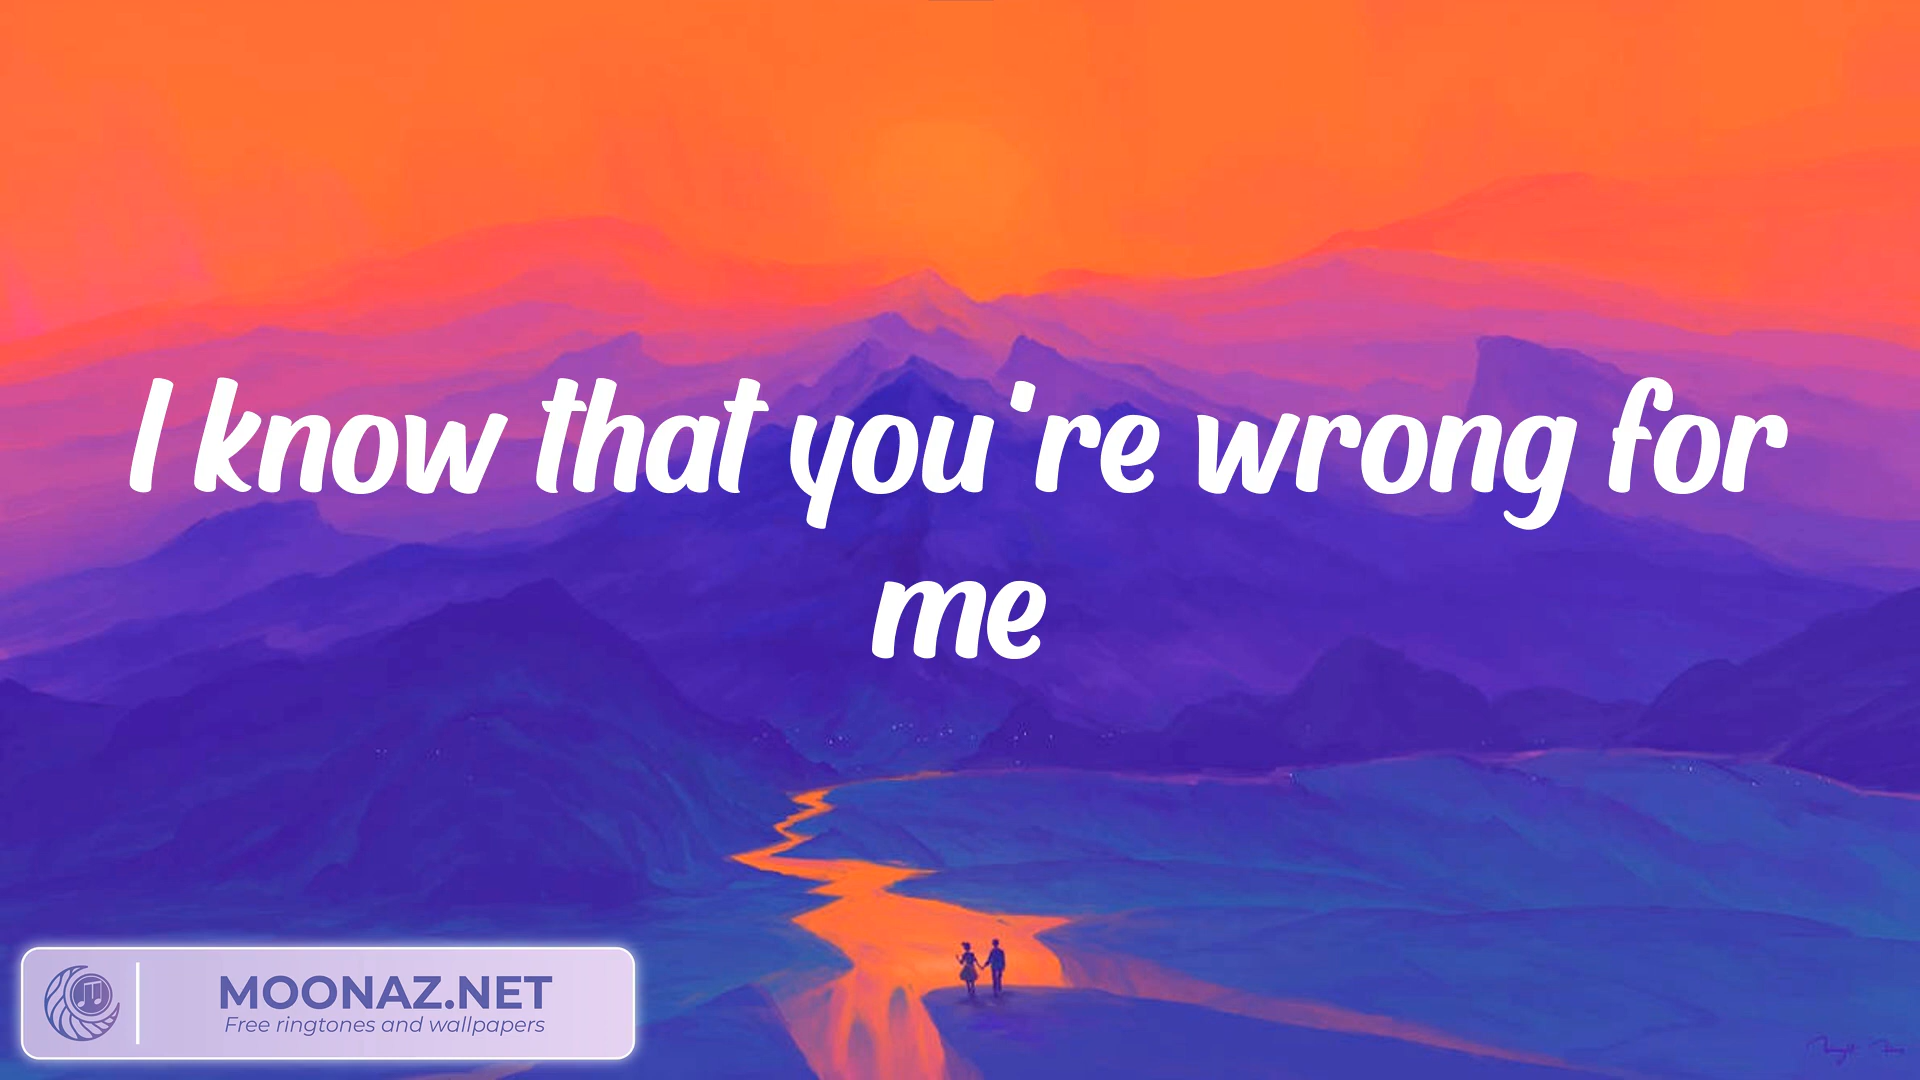 I know that you're wrong for
me
MOONAZ.NET
Free ringtones and wallpapers